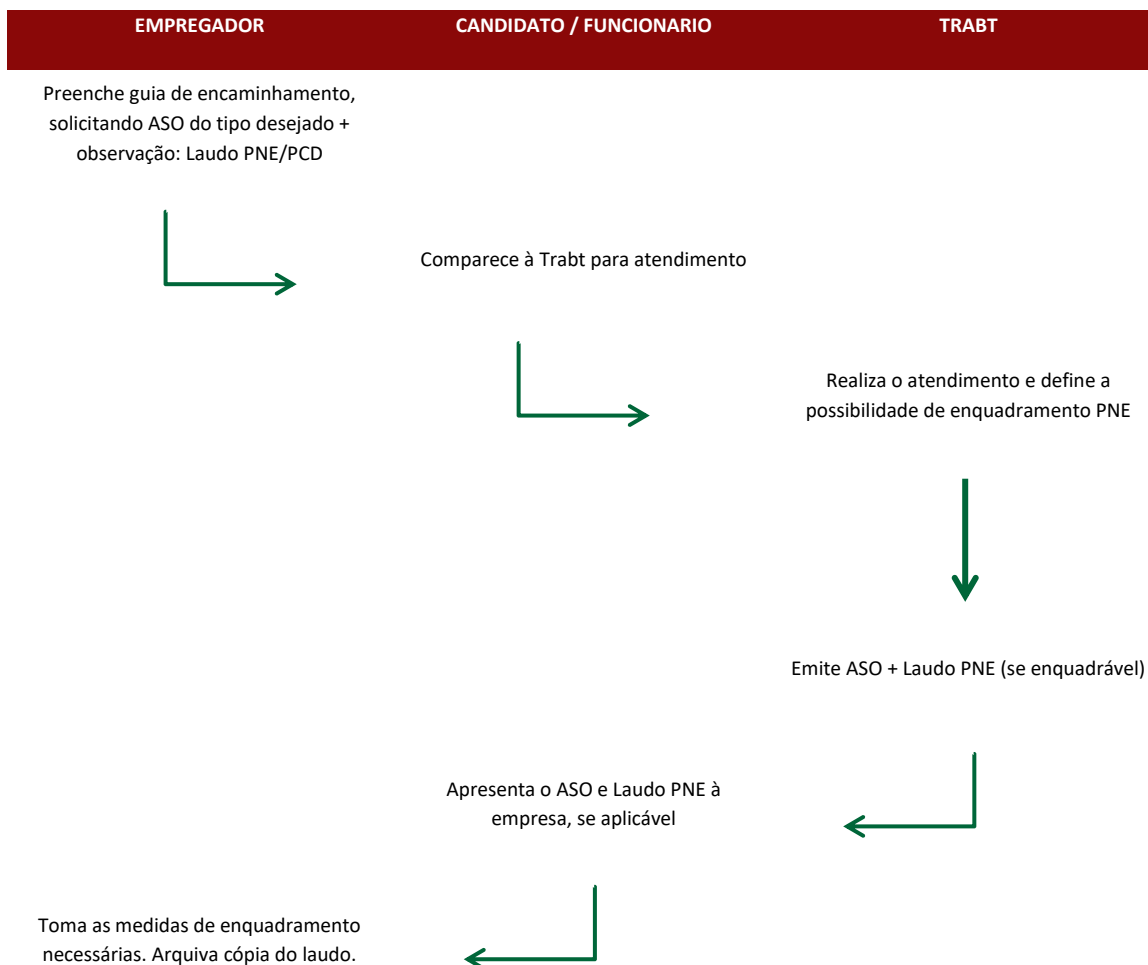 EMPREGADOR
CANDIDATO / FUNCIONARIO
TRABT
Preenche guia de encaminhamento,
solicitando ASO do tipo desejado +
observação: Laudo PNE/PCD
Comparece à Trabt para atendimento
Realiza o atendimento e define a
possibilidade de enquadramento PNE
Emite ASO + Laudo PNE (se enquadrável)
Apresenta o ASO e Laudo PNE à
empresa, se aplicável
Toma as medidas de enquadramento
necessárias. Arquiva cópia do laudo.